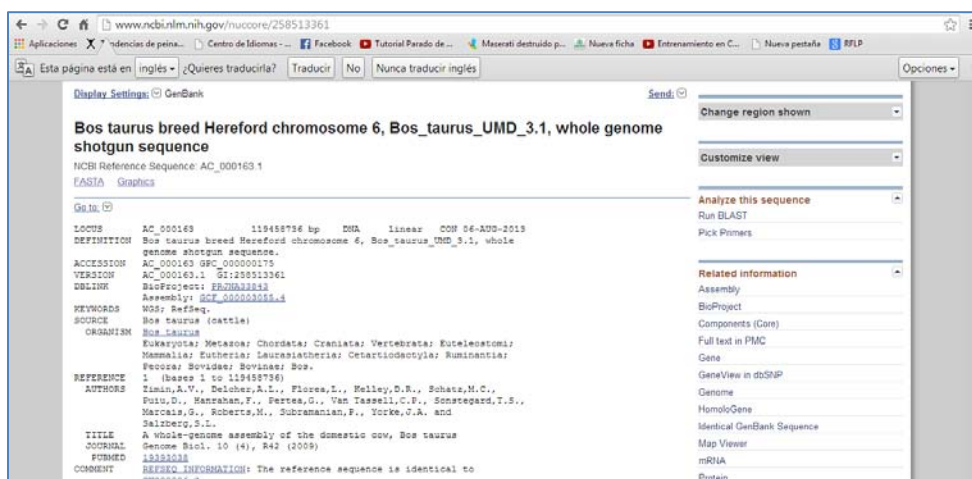 www.ncbi.nlm.nih.gov/nuccore/258513361
Aplicaciones
ndencias de peina...
Centro de Idiomas - ...
Facebook
Tutorial Parado de ...
Maserati destruido p...
Nueva ficha
Entrenamiento en C...
Nueva pestaña
RFLP
Esta página está en inglés ¿Quieres traducirla? Traducir No Nunca traducir inglés Opciones
Display Settings: GenBank
Send:
Bos taurus breed Hereford chromosome 6, Bos_taurus_UMD_3.1, whole genome
shotgun sequence
NCBI Reference Sequence: AC_000163.1
FASTA Graphics
Go to:
LOCUS AC_000163 119458736 bp DNA linear CON 06-AUG-2013
DEFINITION Bos taurus breed Hereford chromosome 6, Bos_taurus_UMD_3.1, whole
genome shotgun sequence.
ACCESSION AC_000163 GPC_000000175
VERSION AC_000163.1 GI:258513361
DBLINK BioProject: PRJNA33843
Assembly: GCF_000003055.4
KEYWORDS WGS; RefSeq.
SOURCE Bos taurus (cattle)
ORGANISM Bos taurus
Eukaryota; Metazoa; Chordata; Craniata; Vertebrata; Euteleostomi;
Mammalia; Eutheria; Laurasiatheria; Cetartiodactyla; Ruminantia;
Pecora; Bovidae; Bovinae; Bos.
REFERENCE 1 (bases 1 to 119458736)
AUTHORS Zimin,A.V., Delcher,A.L., Florea,L., Kelley,D.R., Schatz,M.C.,
Puiu,D., Hanrahan,F., Pertea,G., Van Tassell,C.P., Sonstegard,T.S.,
Marcais,G., Roberts,M., Subramanian,P., Yorke,J.A. and
Salzberg,S.L.
TITLE A whole-genome assembly of the domestic cow, Bos taurus
JOURNAL Genome Biol. 10 (4), R42 (2009)
PUBMED 19393038
COMMENT REFSEQ INFORMATION: The reference sequence is identical to
Change region shown
Customize view
Analyze this sequence
Run BLAST
Pick Primers
Related information
Assembly
BioProject
Components (Core)
Full text in PMC
Gene
GeneView in dbSNP
Genome
HomoloGene
Identical GenBank Sequence
Map Viewer
mRNA
Protein